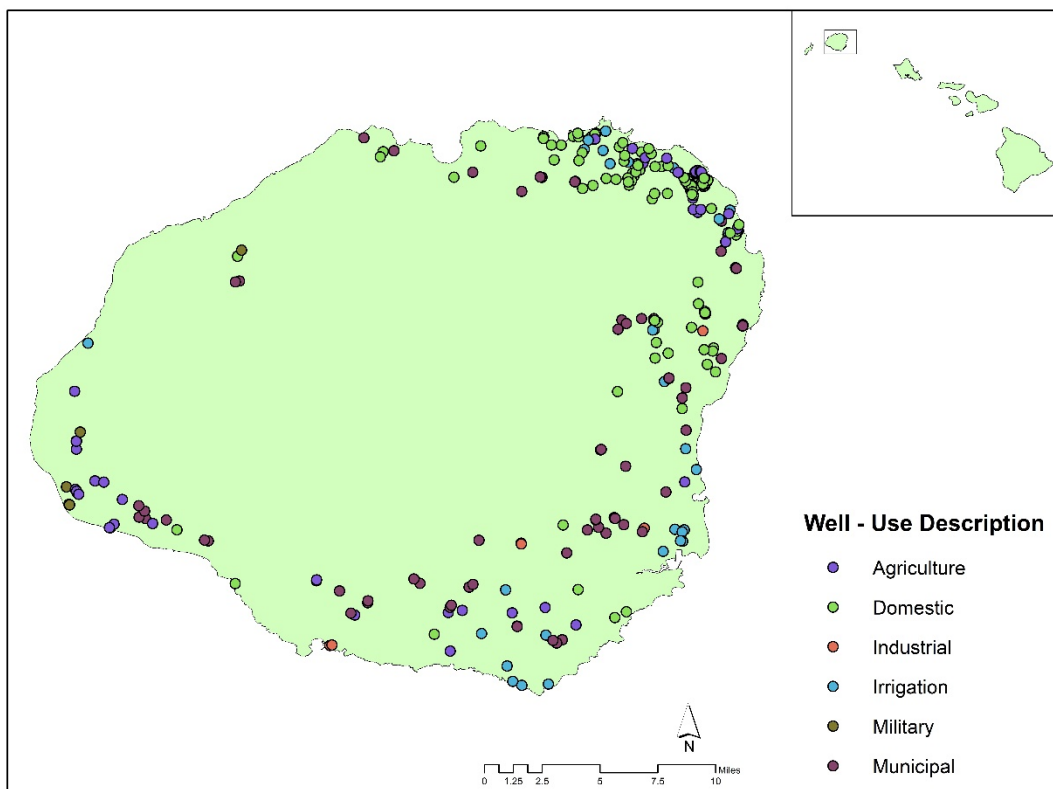 Well - Use Description
Agriculture
Domestic
Industrial
Irrigation
Military
Municipal
N
Miles
0 1.25 2.5 5 7.5 10